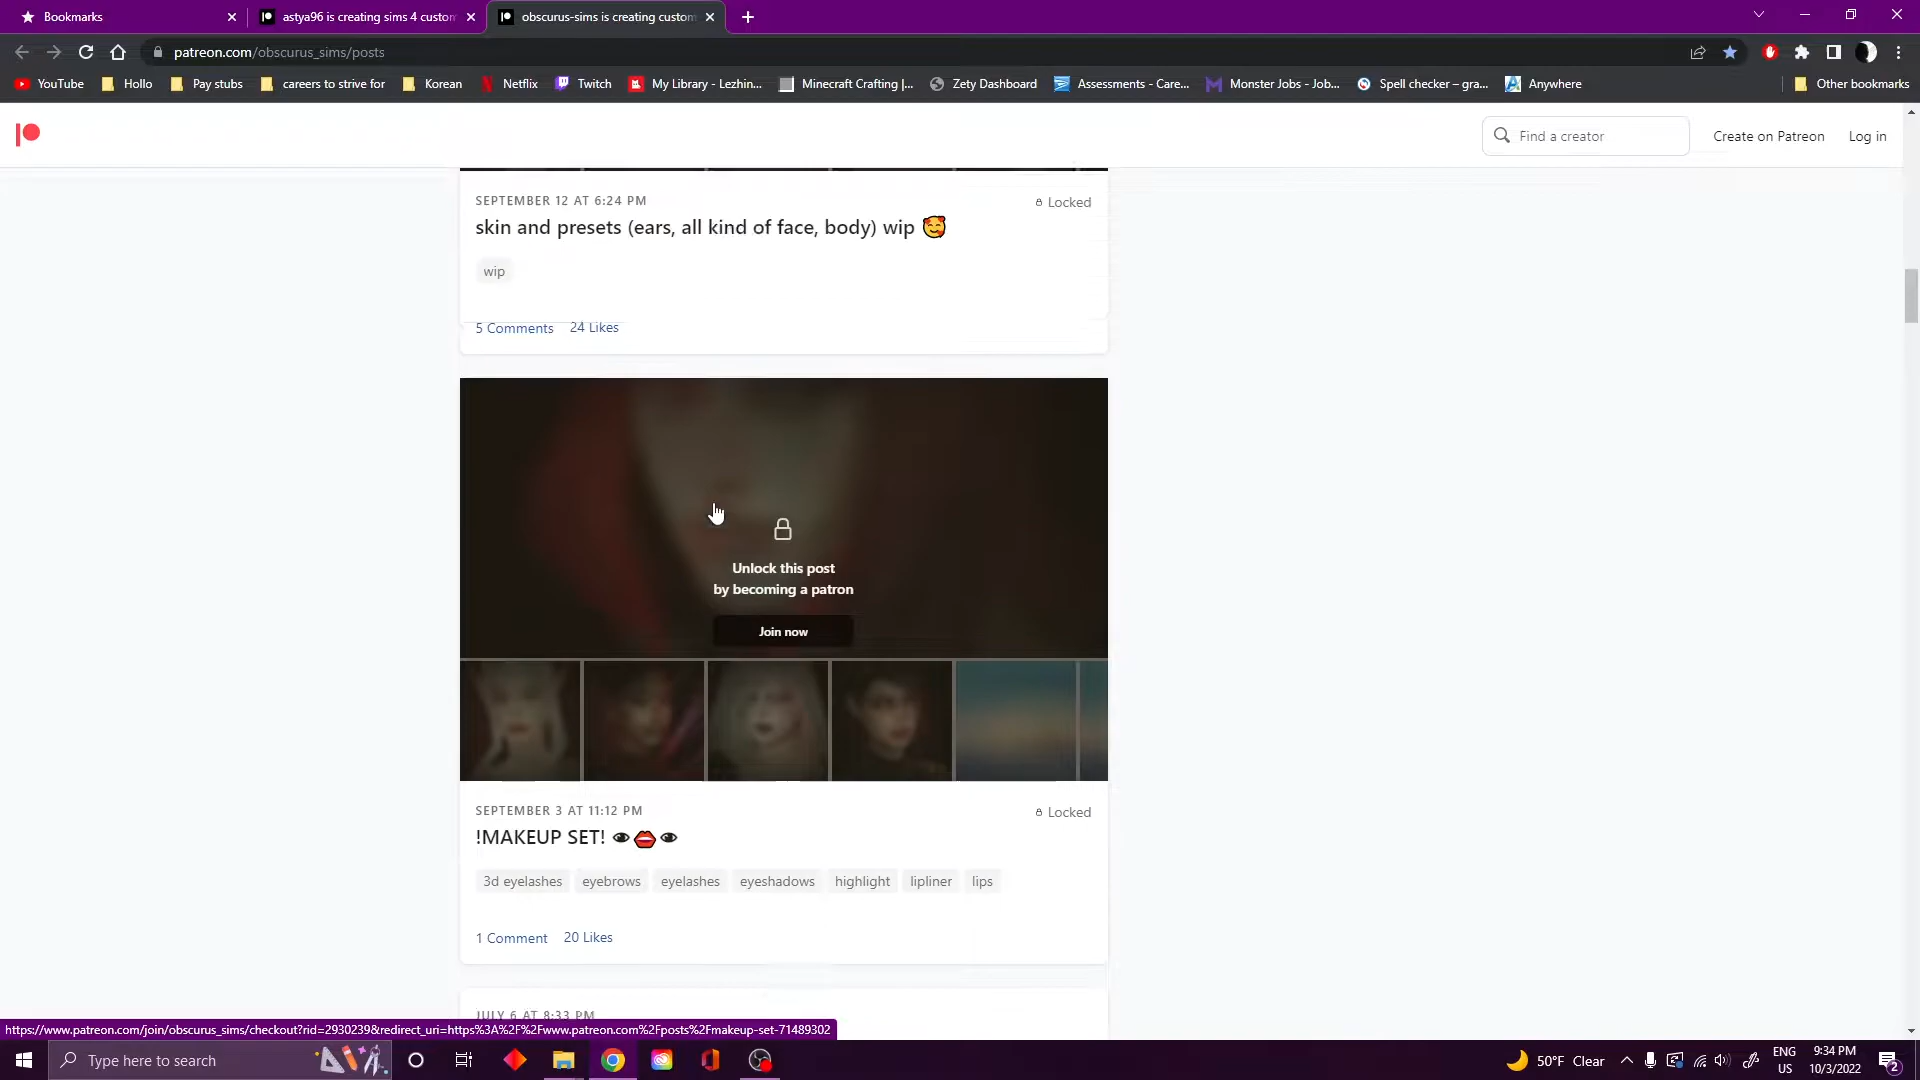 Bookmarks
astya96 is creating sims 4 custom
obscurus-sims is creating custom
patreon.com/obscurus_sims/posts
YouTube
Hollo
Pay stubs
careers to strive for
Korean
Netflix
Twitch
My Library - Lezhin...
Minecraft Crafting |...
Zety Dashboard
Assessments - Care...
Monster Jobs - Job...
Spell checker – gra...
Anywhere
Other bookmarks
Find a creator
Create on Patreon
Log in
SEPTEMBER 12 AT 6:24 PM
Locked
skin and presets (ears, all kind of face, body) wip 🥰
wip
5 Comments
24 Likes
Unlock this post
by becoming a patron
Join now
SEPTEMBER 3 AT 11:12 PM
Locked
!MAKEUP SET! 👁👄👁
3d eyelashes
eyebrows
eyelashes
eyeshadows
highlight
lipliner
lips
1 Comment
20 Likes
JULY 6 AT 8:33 PM
https://www.patreon.com/join/obscurus_sims/checkout?rid=2930239&redirect_uri=https%3A%2F%2Fwww.patreon.com%2Fposts%2Fmakeup-set-71489302
Type here to search
50°F Clear
ENG
US
9:34 PM
10/3/2022
2